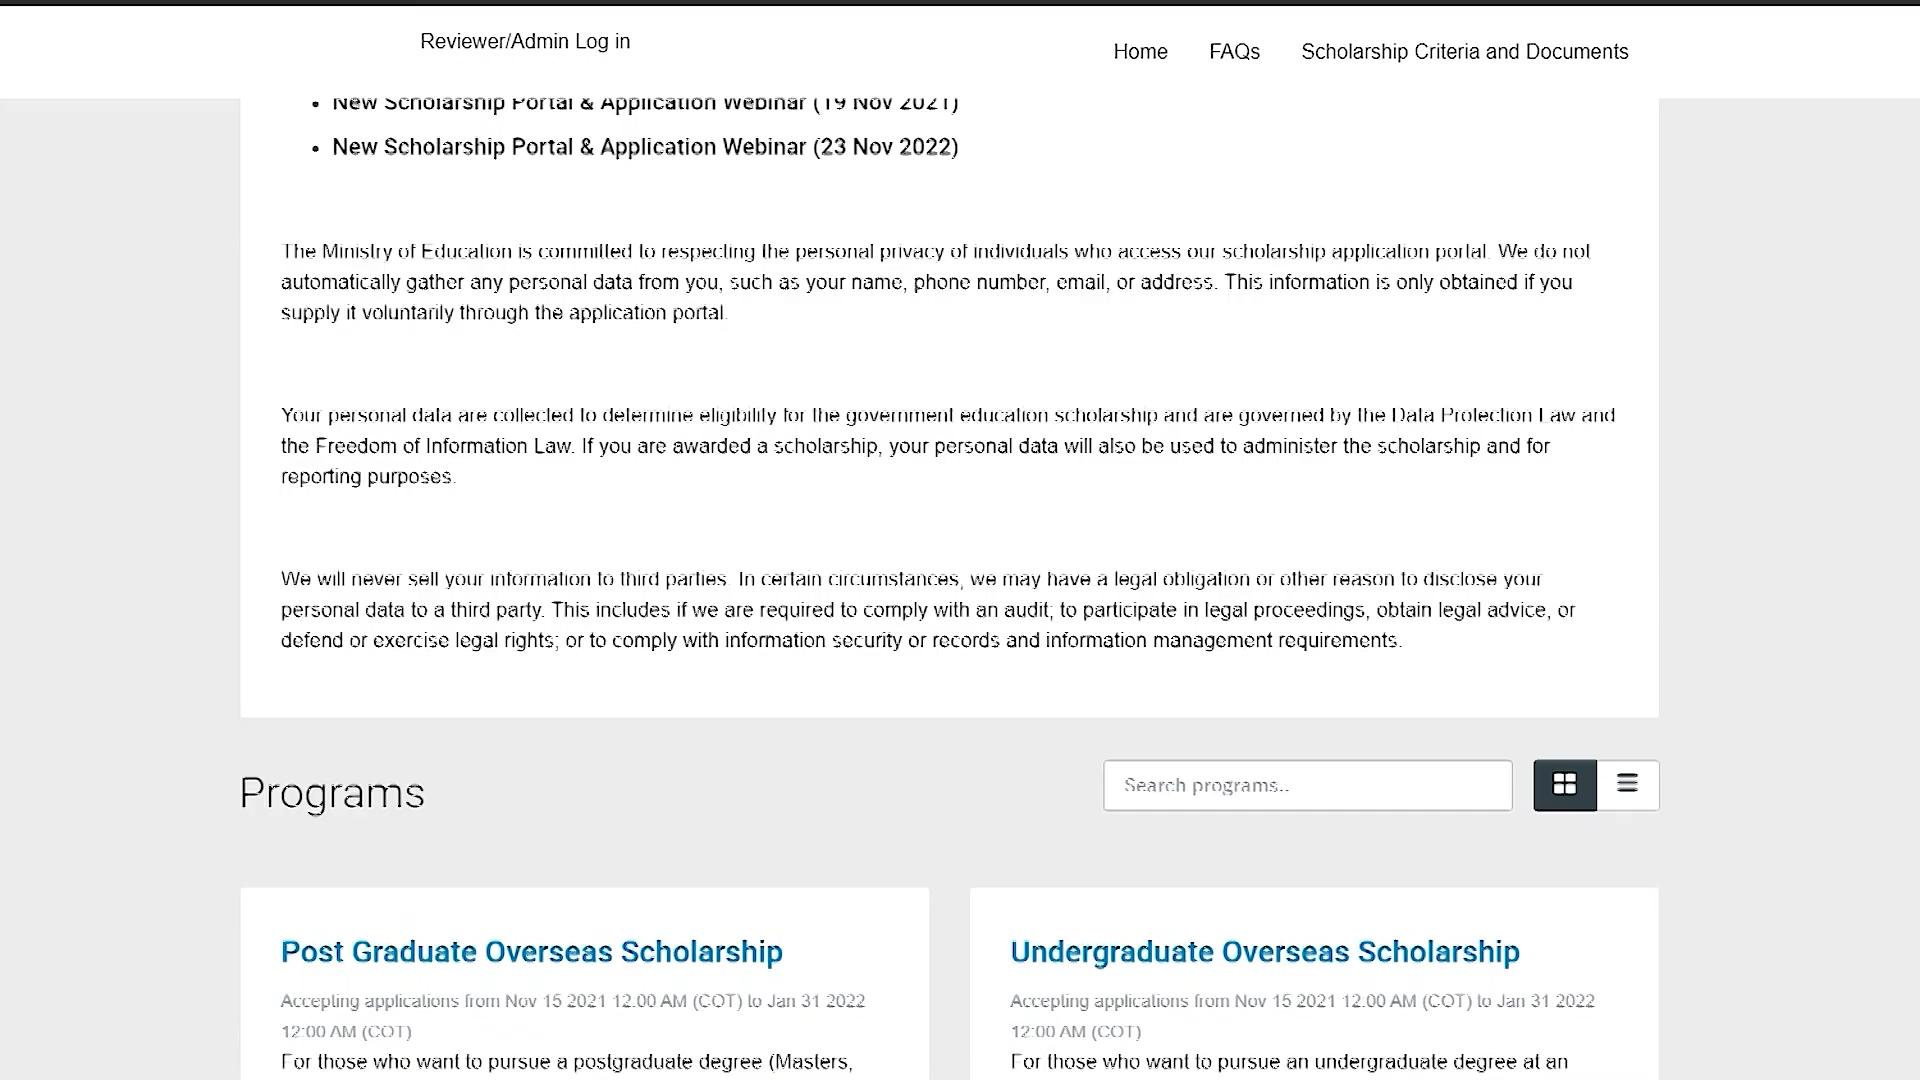 Reviewer/Admin Log in
Home FAQs Scholarship Criteria and Documents
• New Scholarship Portal & Application Webinar (19 Nov 2021)
• New Scholarship Portal & Application Webinar (23 Nov 2022)
The Ministry of Education is committed to respecting the personal privacy of individuals who access our scholarship application portal. We do not
automatically gather any personal data from you, such as your name, phone number, email, or address. This information is only obtained if you
supply it voluntarily through the application portal.
Your personal data are collected to determine eligibility for the government education scholarship and are governed by the Data Protection Law and
the Freedom of Information Law. If you are awarded a scholarship, your personal data will also be used to administer the scholarship and for
reporting purposes.
We will never sell your information to third parties. In certain circumstances, we may have a legal obligation or other reason to disclose your
personal data to a third party. This includes if we are required to comply with an audit; to participate in legal proceedings, obtain legal advice, or
defend or exercise legal rights; or to comply with information security or records and information management requirements.
Programs
Search programs..
Post Graduate Overseas Scholarship
Accepting applications from Nov 15 2021 12:00 AM (COT) to Jan 31 2022
12:00 AM (COT)
For those who want to pursue a postgraduate degree (Masters,
Undergraduate Overseas Scholarship
Accepting applications from Nov 15 2021 12:00 AM (COT) to Jan 31 2022
12:00 AM (COT)
For those who want to pursue an undergraduate degree at an